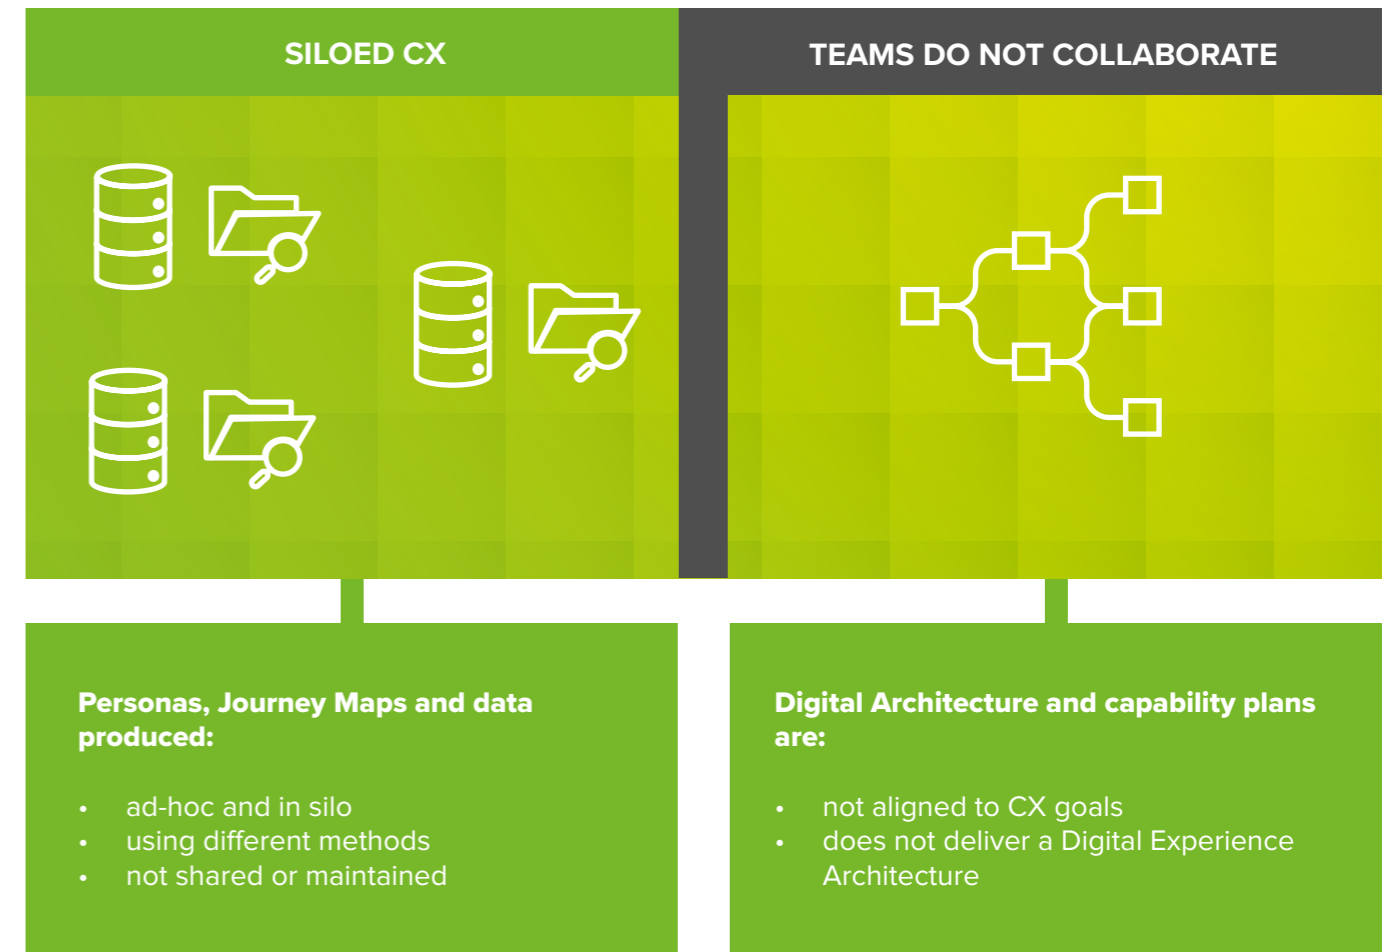 SILOED CX
TEAMS DO NOT COLLABORATE
Personas, Journey Maps and data
produced:
• ad-hoc and in silo
• using different methods
• not shared or maintained
Digital Architecture and capability plans
are:
• not aligned to CX goals
• does not deliver a Digital Experience
Architecture